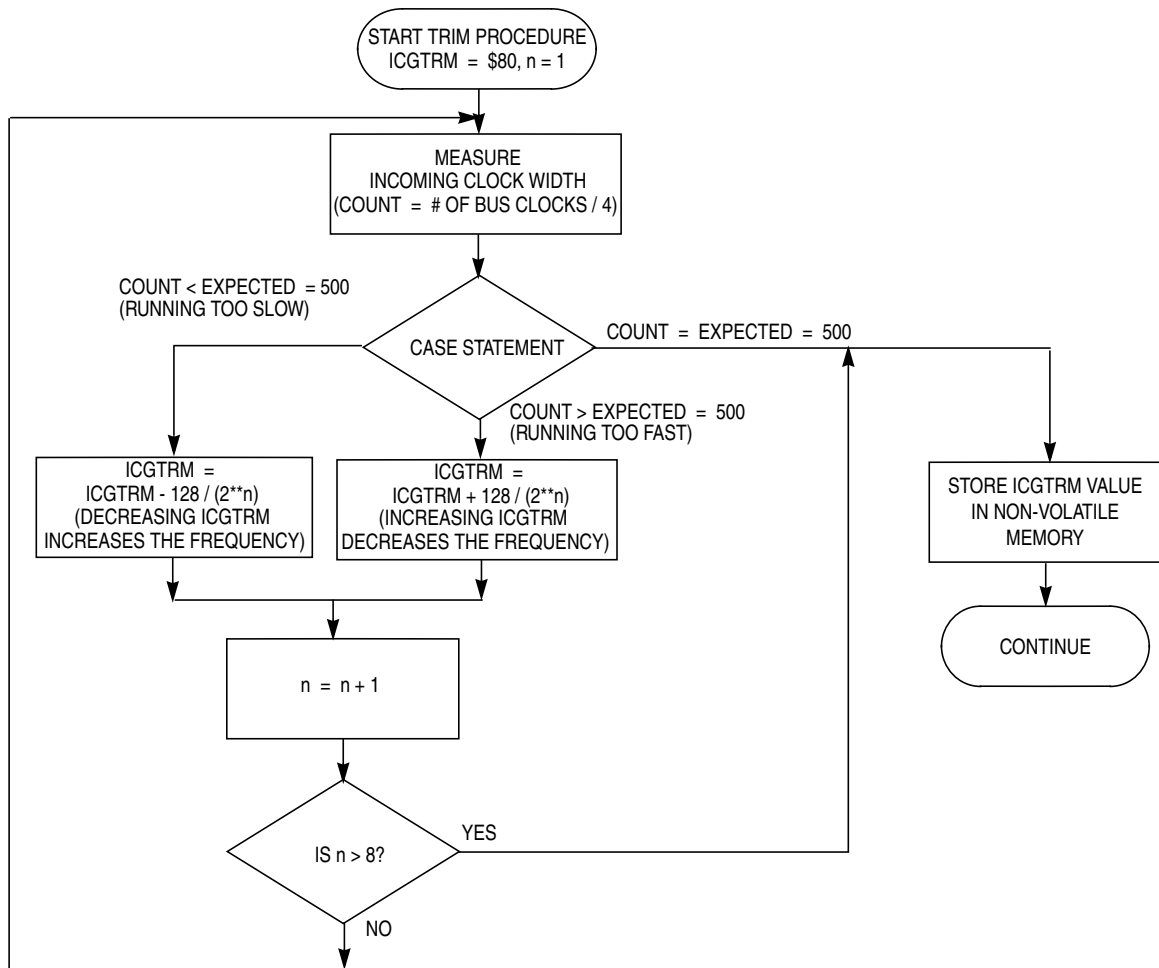 START TRIM PROCEDURE
ICGTRM = $80, n = 1
MEASURE
INCOMING CLOCK WIDTH
(COUNT = # OF BUS CLOCKS / 4)
COUNT < EXPECTED = 500
(RUNNING TOO SLOW)
CASE STATEMENT
COUNT = EXPECTED = 500
COUNT > EXPECTED = 500
(RUNNING TOO FAST)
ICGTRM =
ICGTRM - 128 / (2**n)
(DECREASING ICGTRM
INCREASES THE FREQUENCY)
ICGTRM =
ICGTRM + 128 / (2**n)
(INCREASING ICGTRM
DECREASES THE FREQUENCY)
STORE ICGTRM VALUE
IN NON-VOLATILE
MEMORY
CONTINUE
n = n + 1
IS n > 8?
YES
NO